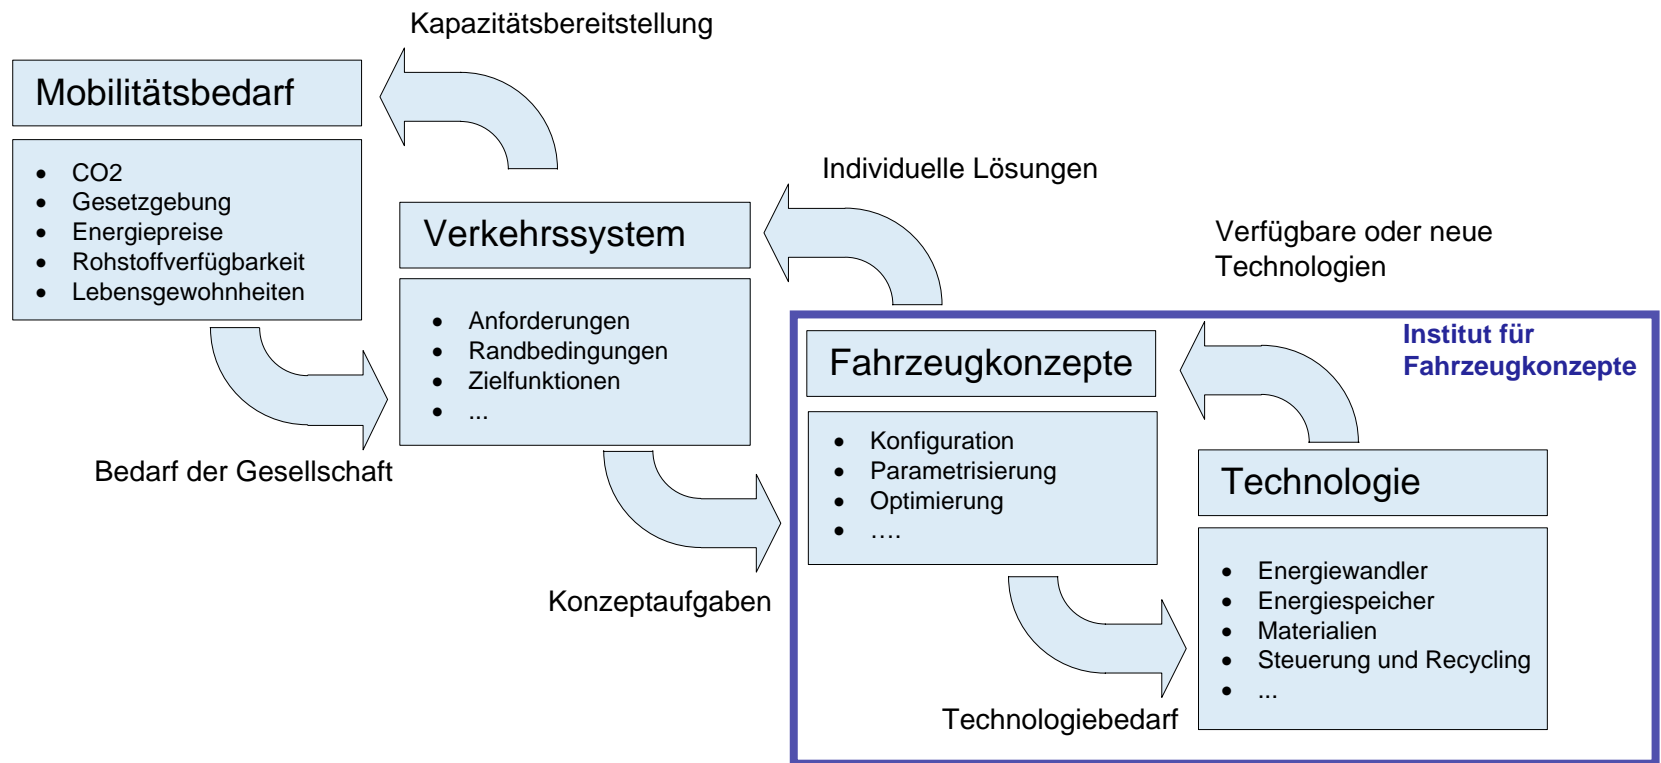 Kapazitätsbereitstellung
Mobilitätsbedarf
• CO2
• Gesetzgebung
• Energiepreise
• Rohstoffverfügbarkeit
• Lebensgewohnheiten
Bedarf der Gesellschaft
Individuelle Lösungen
Verkehrssystem
• Anforderungen
• Randbedingungen
• Zielfunktionen
• ...
Konzeptaufgaben
Verfügbare oder neue
Technologien
Institut für
Fahrzeugkonzepte
Fahrzeugkonzepte
• Konfiguration
• Parametrisierung
• Optimierung
• ....
Technologiebedarf
Technologie
• Energiewandler
• Energiespeicher
• Materialien
• Steuerung und Recycling
• ...